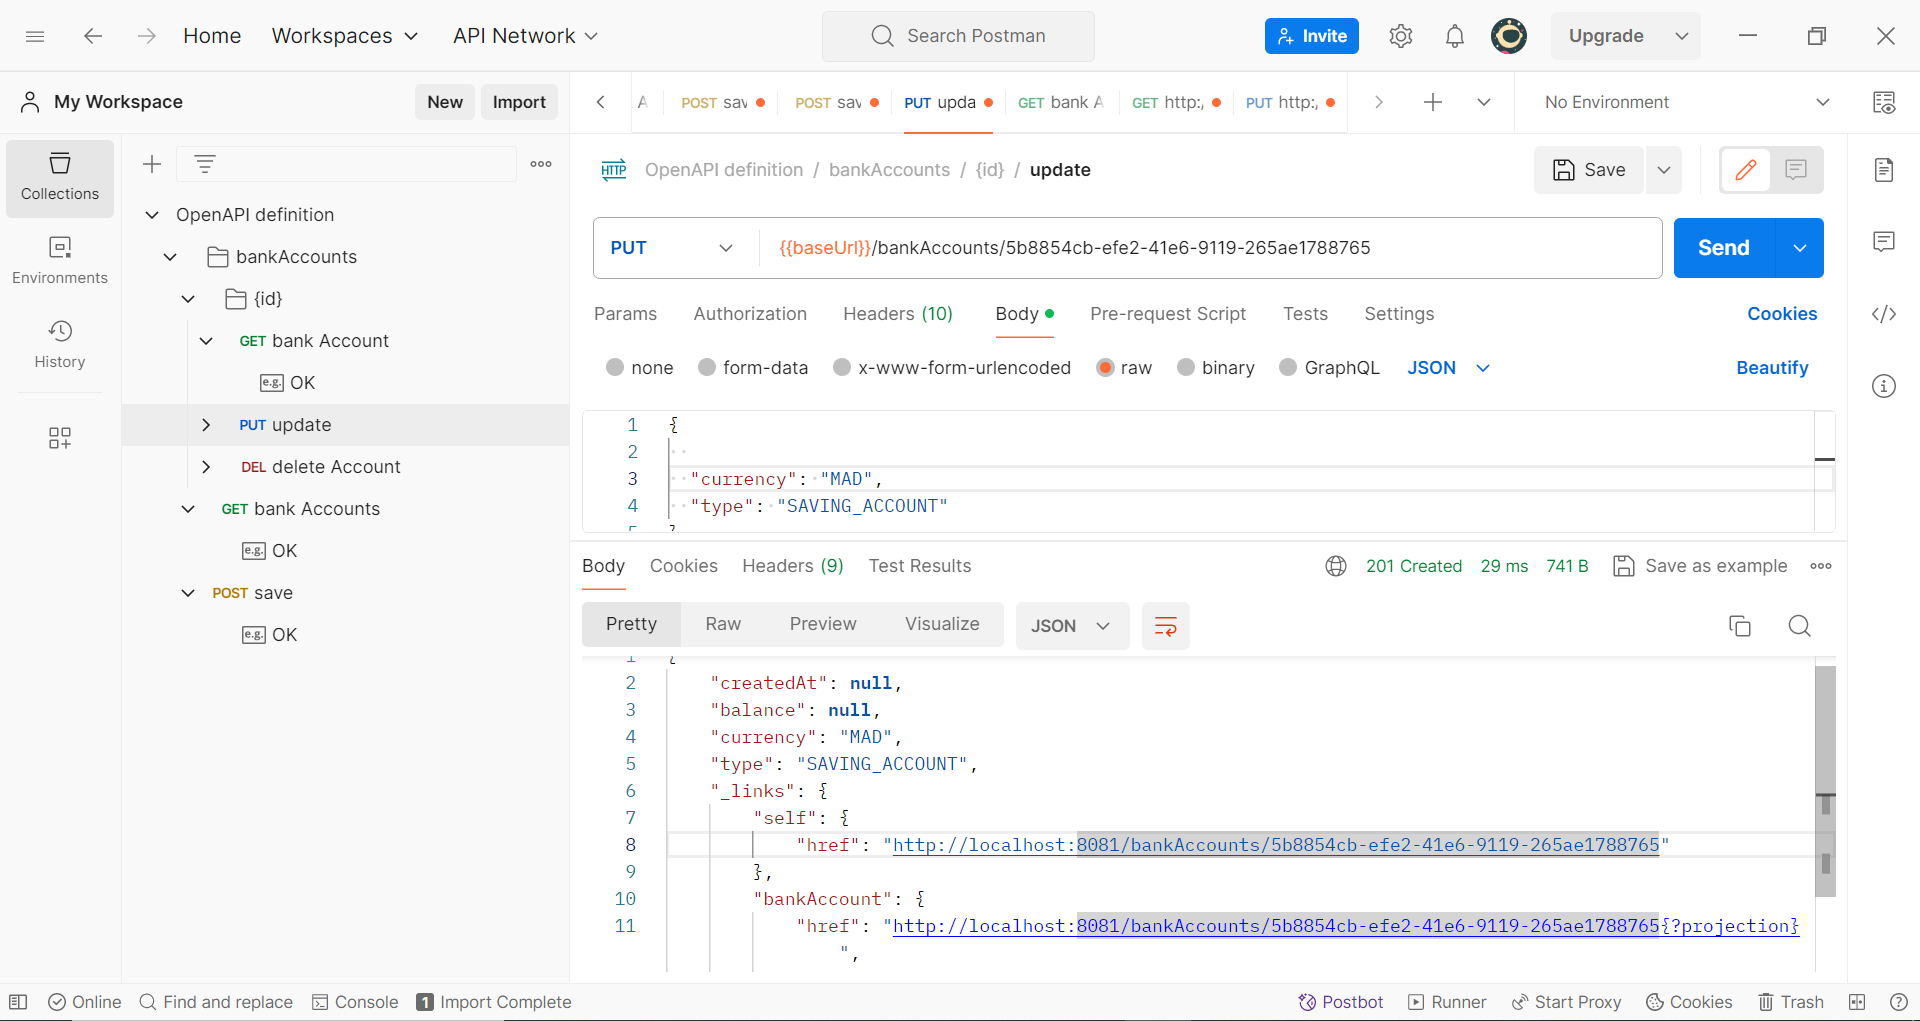 Home Workspaces API Network Search Postman Invite Upgrade
My Workspace New Import A POST sav PUT upda GET bank A GET http:/ PUT http:/ No Environment
POST sav
Collections
Environments
History
OpenAPI definition
bankAccounts
{id}
GET bank Account
e.g. OK
PUT update
DEL delete Account
GET bank Accounts
e.g. OK
POST save
e.g. OK
HTTP OpenAPI definition / bankAccounts / {id} / update Save
PUT {{baseUrl}}/bankAccounts/5b8854cb-efe2-41e6-9119-265ae1788765 Send
Params Authorization Headers (10) Body Pre-request Script Tests Settings Cookies
none form-data x-www-form-urlencoded raw binary GraphQL JSON Beautify
1 {
2
3 "currency": "MAD",
4 "type": "SAVING_ACCOUNT"
5 }
Body Cookies Headers (9) Test Results 201 Created 29 ms 741 B Save as example
Pretty Raw Preview Visualize JSON
1 {
2 "createdAt": null,
3 "balance": null,
4 "currency": "MAD",
5 "type": "SAVING_ACCOUNT",
6 "_links": {
7 "self": {
8 "href": "http://localhost:8081/bankAccounts/5b8854cb-efe2-41e6-9119-265ae1788765"
9 },
10 "bankAccount": {
11 "href": "http://localhost:8081/bankAccounts/5b8854cb-efe2-41e6-9119-265ae1788765{?projection}
",
Online Find and replace Console 1 Import Complete Postbot Runner Start Proxy Cookies Trash